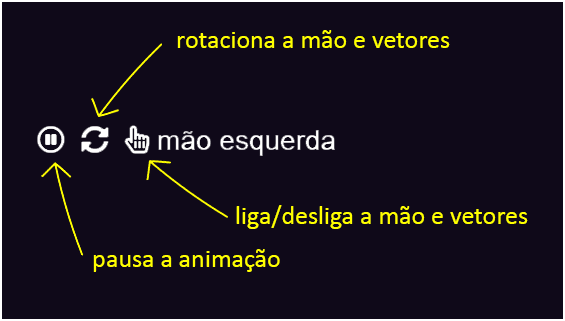 rotaciona a mão e vetores
mão esquerda
liga/desliga a mão e vetores
pausa a animação